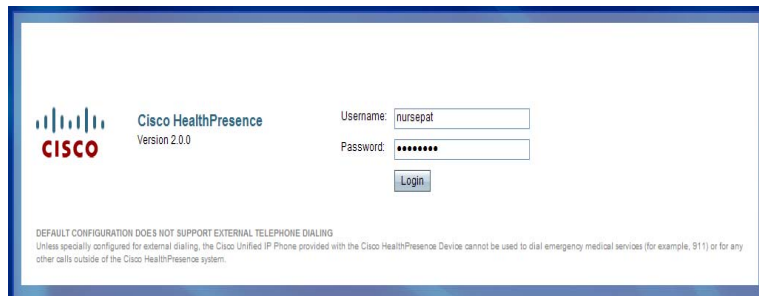 CISCO
Cisco HealthPresence
Version 2.0.0
Username: nursepat
Password: ••••••••
Login
DEFAULT CONFIGURATION DOES NOT SUPPORT EXTERNAL TELEPHONE DIALING
Unless specially configured for external dialing, the Cisco Unified IP Phone provided with the Cisco HealthPresence Device cannot be used to dial emergency medical services (for example, 911) or for any
other calls outside of the Cisco HealthPresence system.